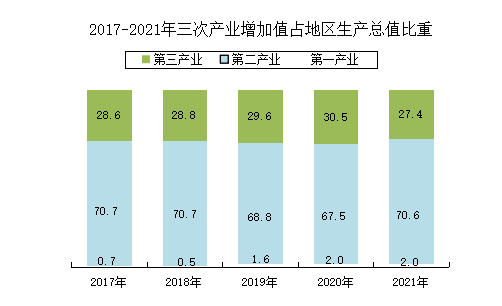 2017-2021年三次产业增加值占地区生产总值比重
第三产业 第二产业 第一产业
28.6 28.8 29.6 30.5 27.4
70.7 70.7 68.8 67.5 70.6
0.7 0.5 1.6 2.0 2.0
2017年 2018年 2019年 2020年 2021年